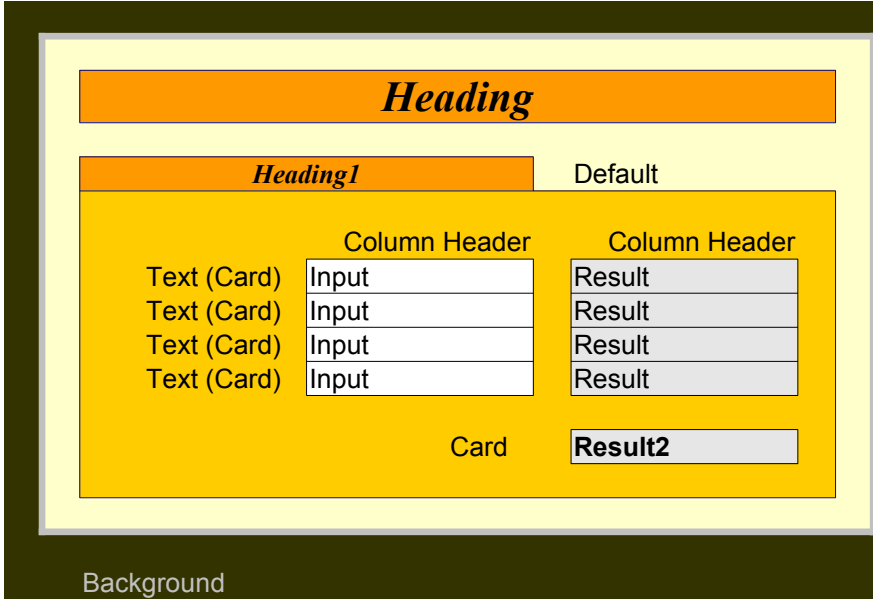 Heading
Heading1 Default
Column Header Column Header
Text (Card) Input Result
Text (Card) Input Result
Text (Card) Input Result
Text (Card) Input Result
Card Result2
Background